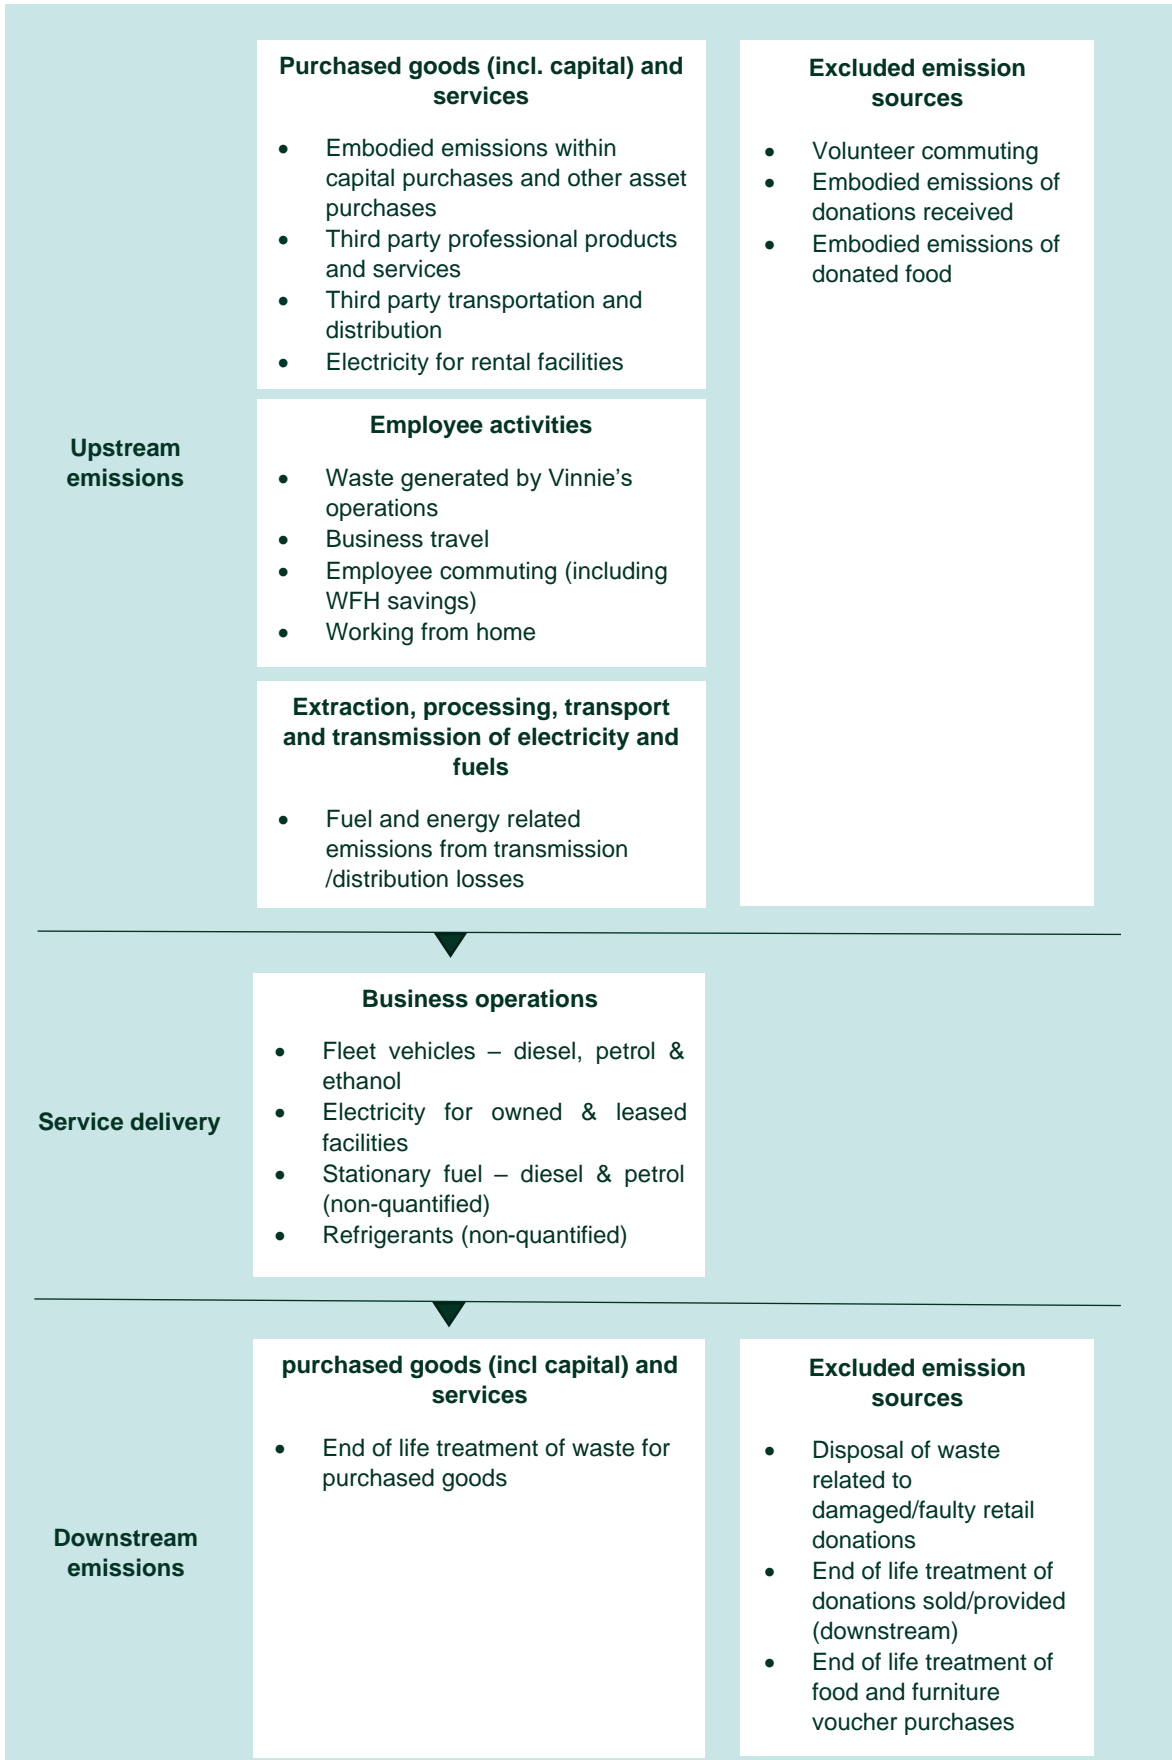 Upstream
emissions
Purchased goods (incl. capital) and
services
• Embodied emissions within
capital purchases and other asset
purchases
• Third party professional products
and services
• Third party transportation and
distribution
• Electricity for rental facilities
Employee activities
• Waste generated by Vinnie’s
operations
• Business travel
• Employee commuting (including
WFH savings)
• Working from home
Extraction, processing, transport
and transmission of electricity and
fuels
• Fuel and energy related
emissions from transmission
/distribution losses
Excluded emission
sources
• Volunteer commuting
• Embodied emissions of
donations received
• Embodied emissions of
donated food
Service delivery
Business operations
• Fleet vehicles – diesel, petrol &
ethanol
• Electricity for owned & leased
facilities
• Stationary fuel – diesel & petrol
(non-quantified)
• Refrigerants (non-quantified)
Downstream
emissions
purchased goods (incl capital) and
services
• End of life treatment of waste for
purchased goods
Excluded emission
sources
• Disposal of waste
related to
damaged/faulty retail
donations
• End of life treatment of
donations sold/provided
(downstream)
• End of life treatment of
food and furniture
voucher purchases